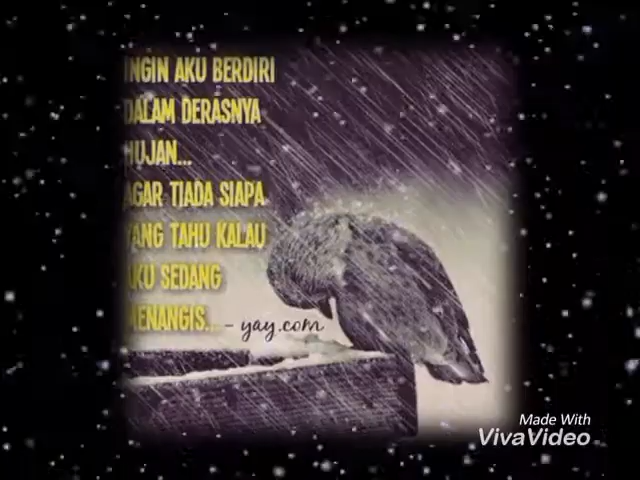 INGIN AKU BERDIRI
DALAM DERASNYA
HUJAN...
AGAR TIADA SIAPA
YANG TAHU KALAU
AKU SEDANG
MENANGIS... - yay.com
Made With
VivaVideo